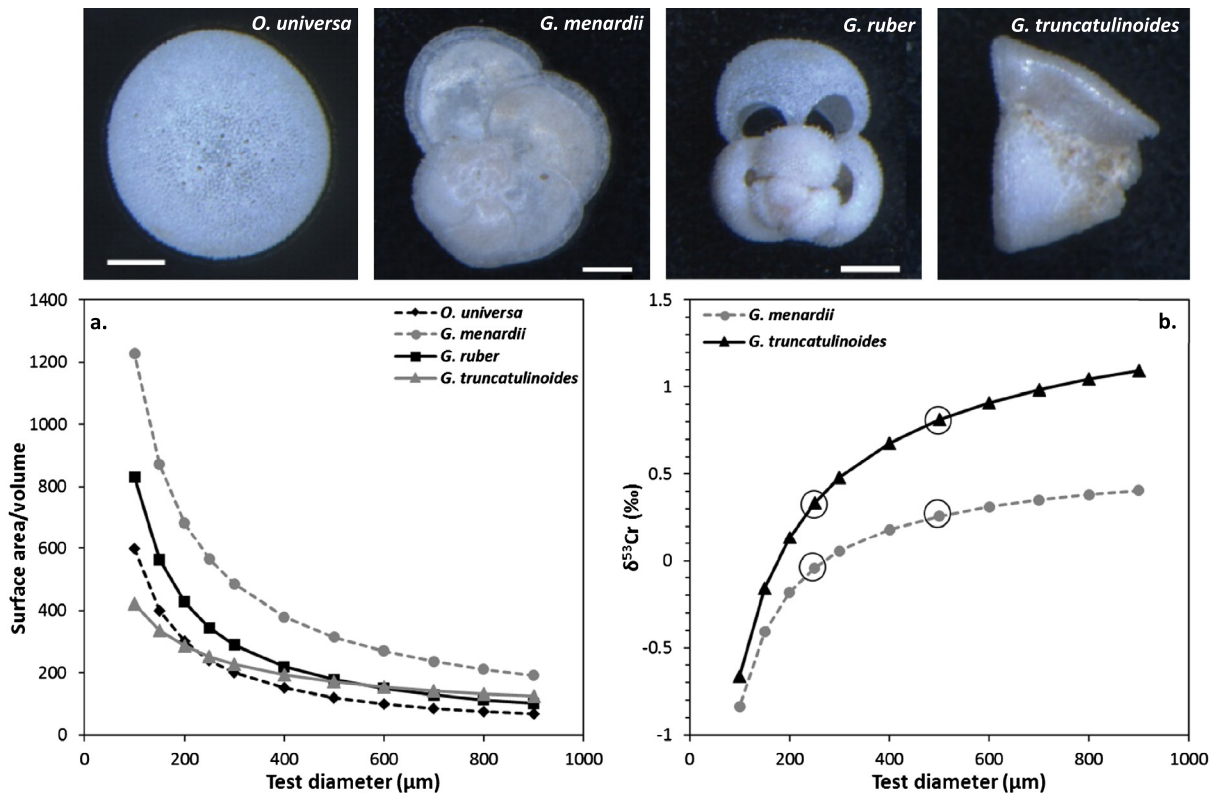 O. universa
G. menardii
G. ruber
G. truncatulinoides
a.
O. universa
G. menardii
G. ruber
G. truncatulinoides
1400
1200
1000
800
600
400
200
0
Surface area/volume
0 200 400 600 800 1000
Test diameter (µm)
b.
G. menardii
G. truncatulinoides
1.5
1
0.5
0
-0.5
-1
δ⁵³Cr (‰)
0 200 400 600 800 1000
Test diameter (µm)